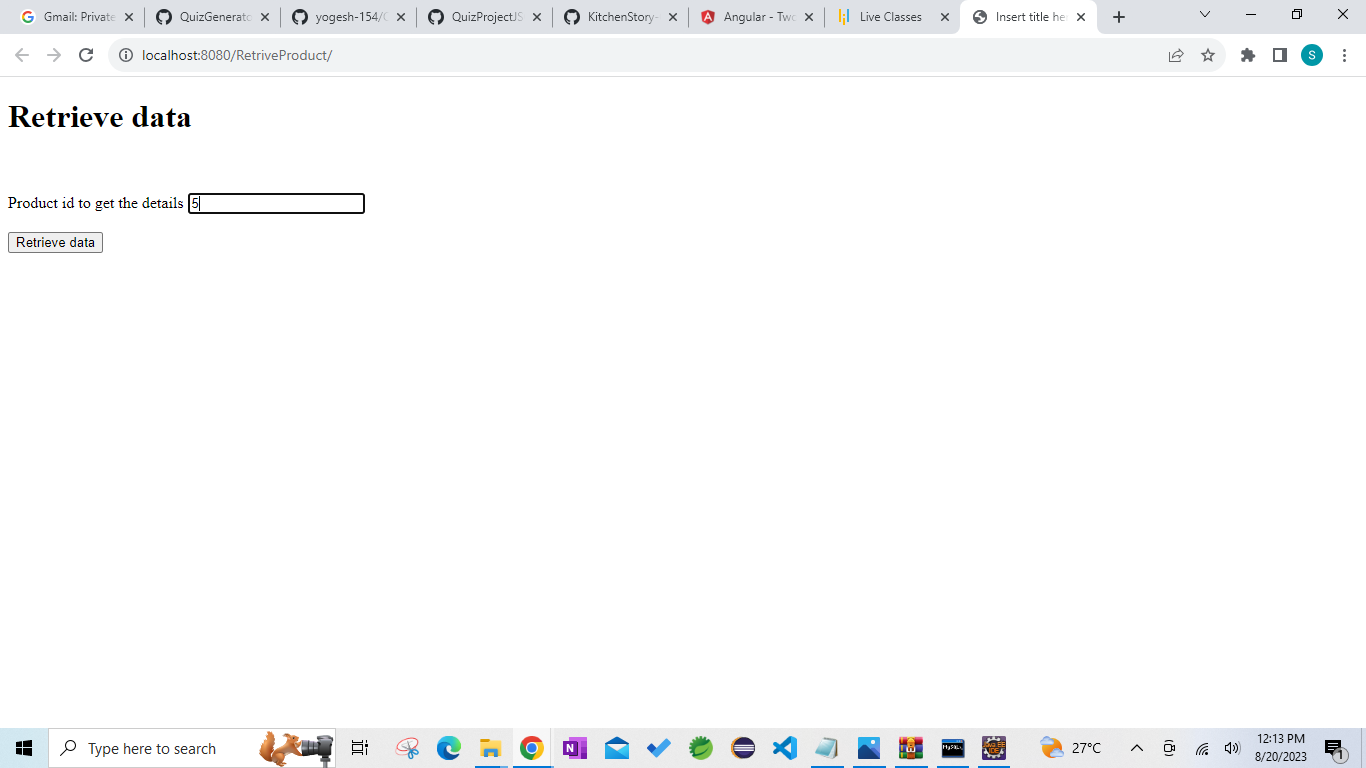 Gmail: Private
QuizGenerato
yogesh-154/
QuizProjectJS
KitchenStory-
Angular - Two
Live Classes
Insert title he
localhost:8080/RetriveProduct/
S
Retrieve data
Product id to get the details 5
Retrieve data
Type here to search
N
MySQL
27°C
12:13 PM
8/20/2023
1